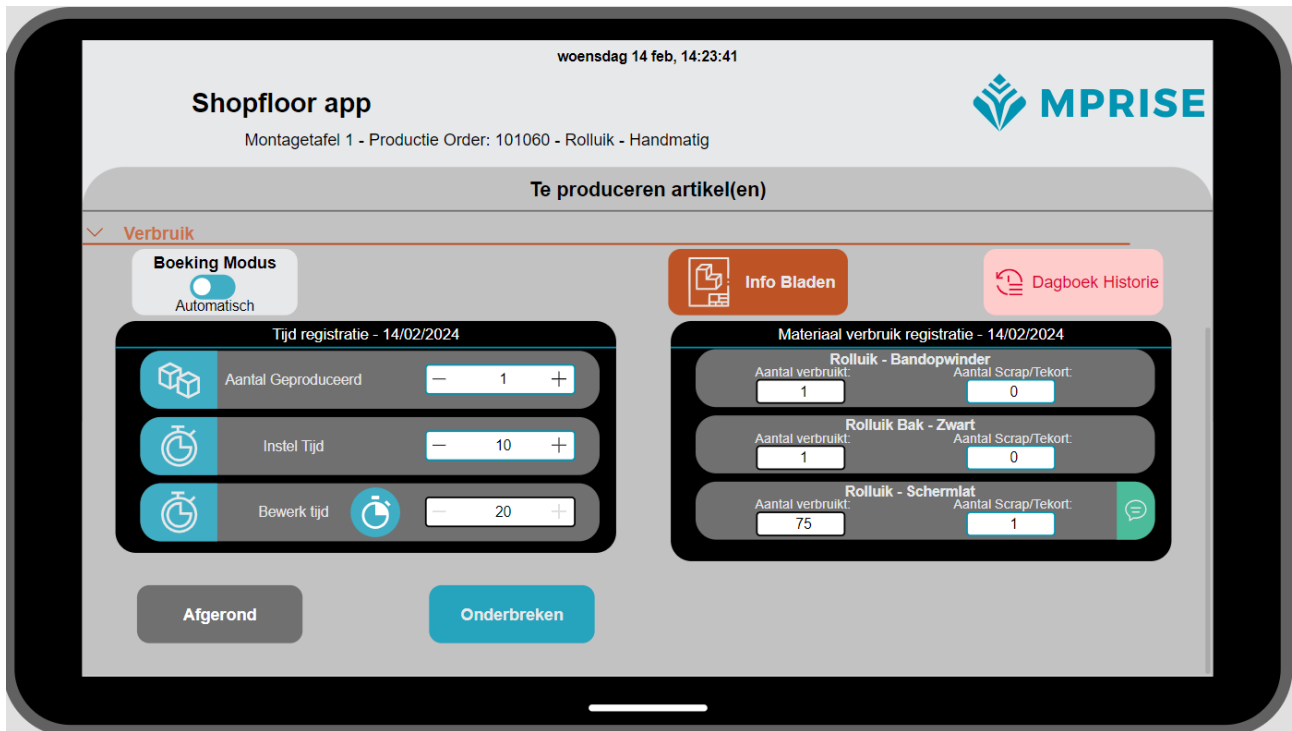 woensdag 14 feb, 14:23:41
Shopfloor app
MPRISE
Montagetafel 1 - Productie Order: 101060 - Rolluik - Handmatig
Te produceren artikel(en)
Verbruik
Boeking Modus
Automatisch
Info Bladen
Dagboek Historie
Tijd registratie - 14/02/2024
Aantal Geproduceerd
— 1 +
Instel Tijd
— 10 +
Bewerk tijd
— 20 +
Materiaal verbruik registratie - 14/02/2024
Rolluik - Bandopwinder
Aantal verbruikt: Aantal Scrap/Tekort:
1 0
Rolluik Bak - Zwart
Aantal verbruikt: Aantal Scrap/Tekort:
1 0
Rolluik - Schermlat
Aantal verbruikt: Aantal Scrap/Tekort:
75 1
Afgerond
Onderbreken